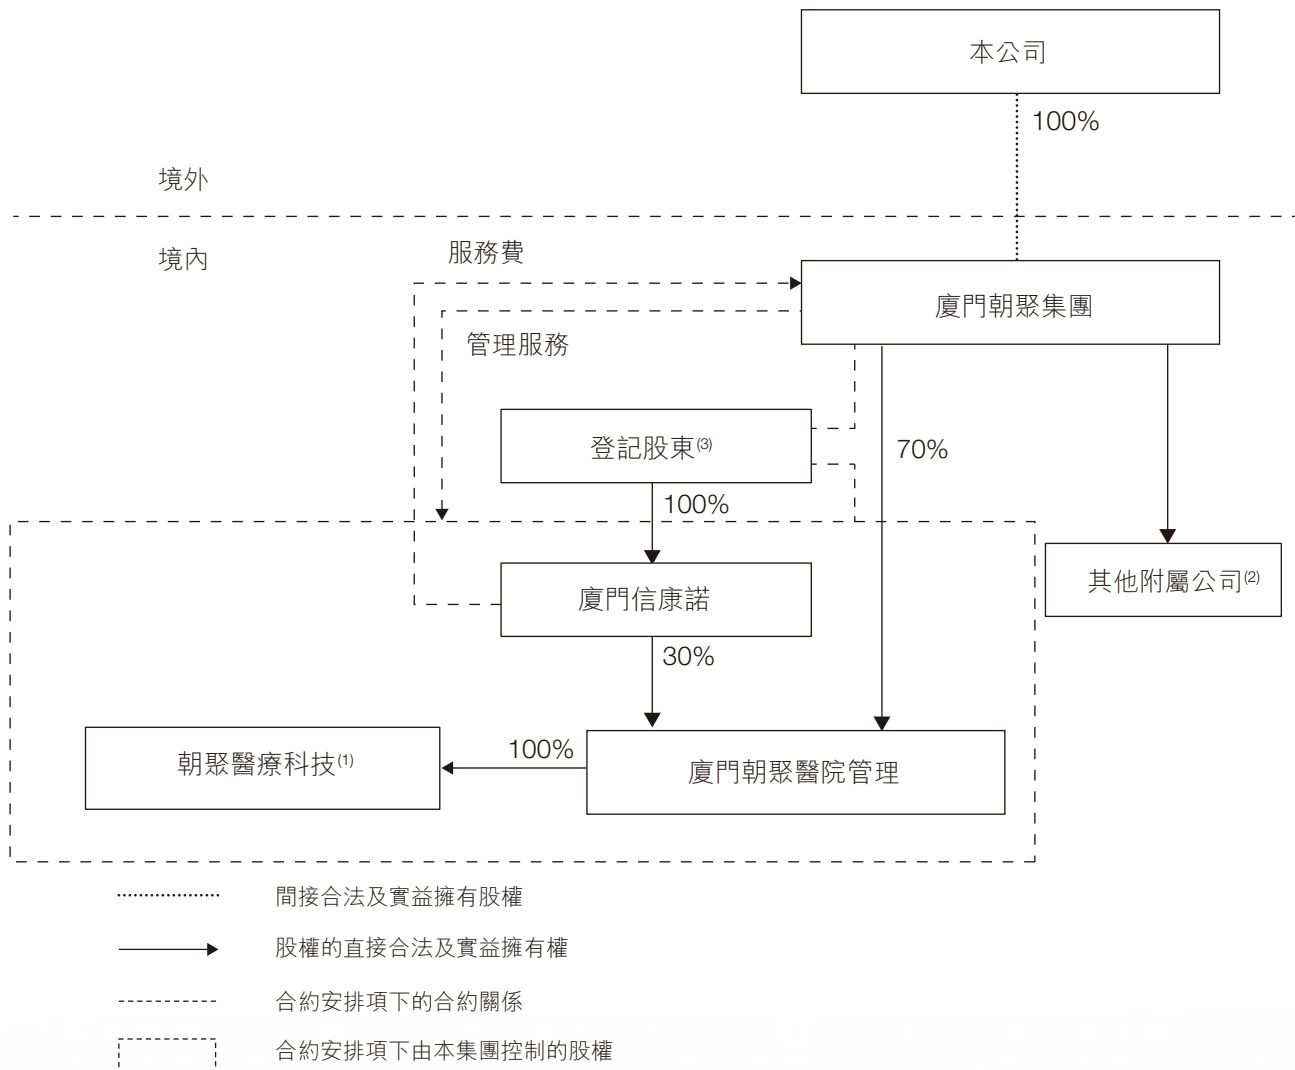 本公司
100%
境外
境內
服務費
廈門朝聚集團
管理服務
登記股東(3)
70%
100%
其他附屬公司(2)
廈門信康諾
30%
100%
朝聚醫療科技(1)
廈門朝聚醫院管理
間接合法及實益擁有股權
股權的直接合法及實益擁有權
合約安排項下的合約關係
合約安排項下由本集團控制的股權